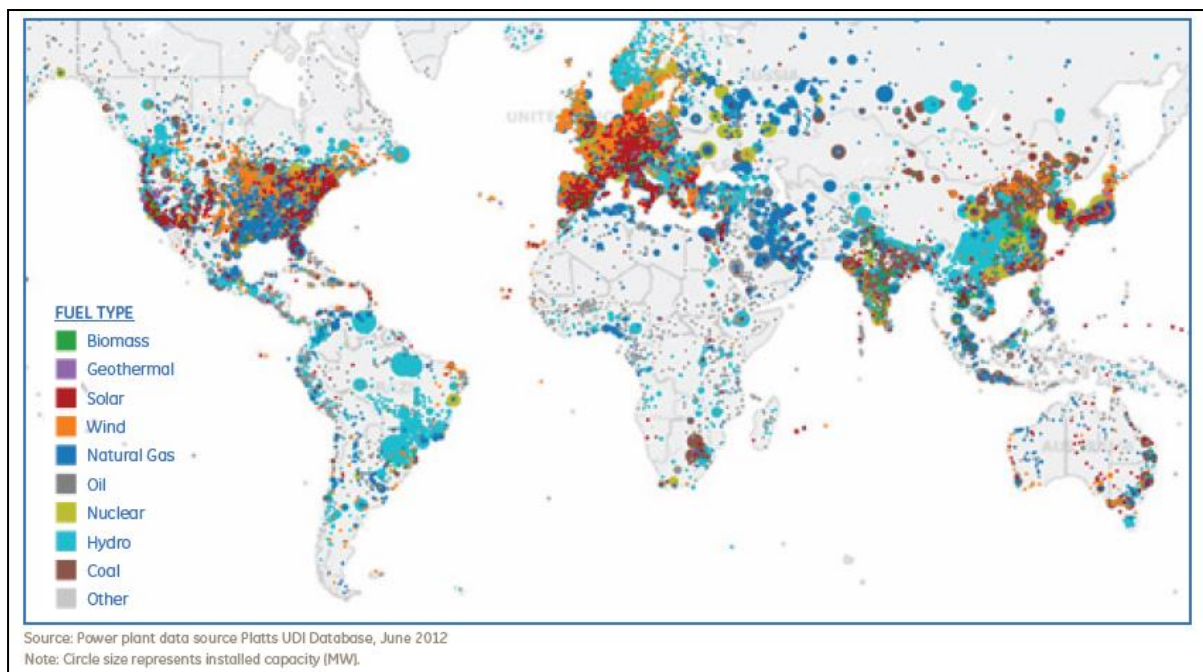 RUSSIA
FUEL TYPE
Biomass
Geothermal
Solar
Wind
Natural Gas
Oil
Nuclear
Hydro
Coal
Other
Source: Power plant data source Platts UDI Database, June 2012
Note: Circle size represents installed capacity (MW).